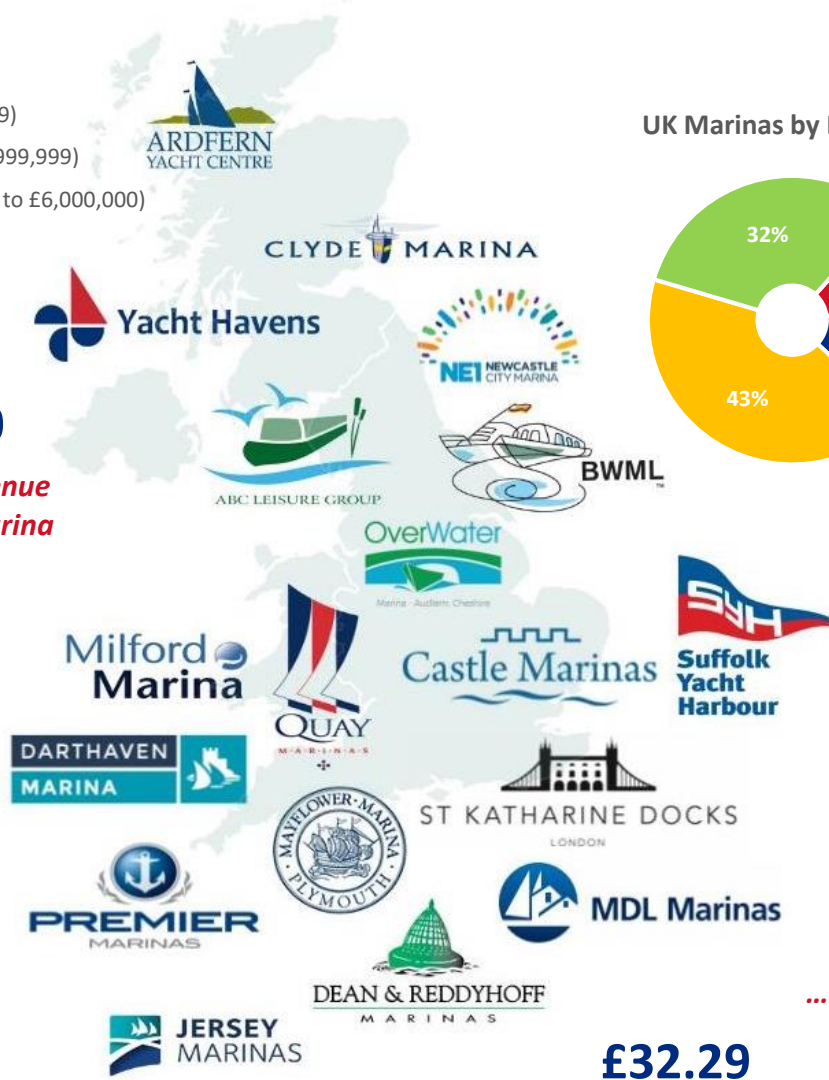 9)
999,999)
to £6,000,000)
ARDFERN
YACHT CENTRE
UK Marinas by
32%
43%
CLYDE MARINA
Yacht Havens
NE1 NEWCASTLE
CITY MARINA
ABC LEISURE GROUP
BWML
TM
enue
arina
OverWater
Marina - Audlem, Cheshire
SYH
Suffolk
Yacht
Harbour
Milford
Marina
QUAY
M·A·R·I·N·A·S
Castle Marinas
DARTHAVEN
MARINA
ST KATHARINE DOCKS
LONDON
MAYFLOWER·MARINA
PLYMOUTH
PREMIER
MARINAS
MDL Marinas
DEAN & REDDYHOFF
MARINAS
JERSEY
MARINAS
...
£32.29